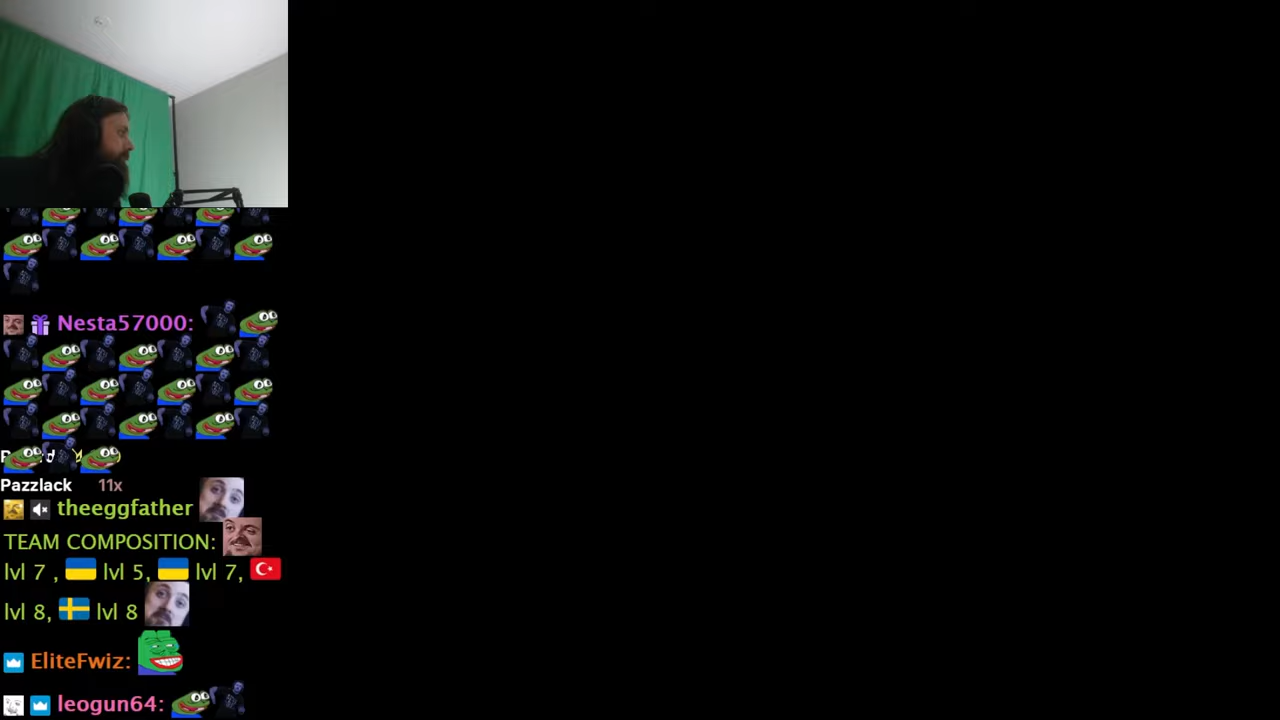 Nesta57000:
Pazzlack 11x
theeggfather
TEAM COMPOSITION:
lvl 7 , lvl 5, lvl 7,
lvl 8, lvl 8
EliteFwiz:
leogun64: